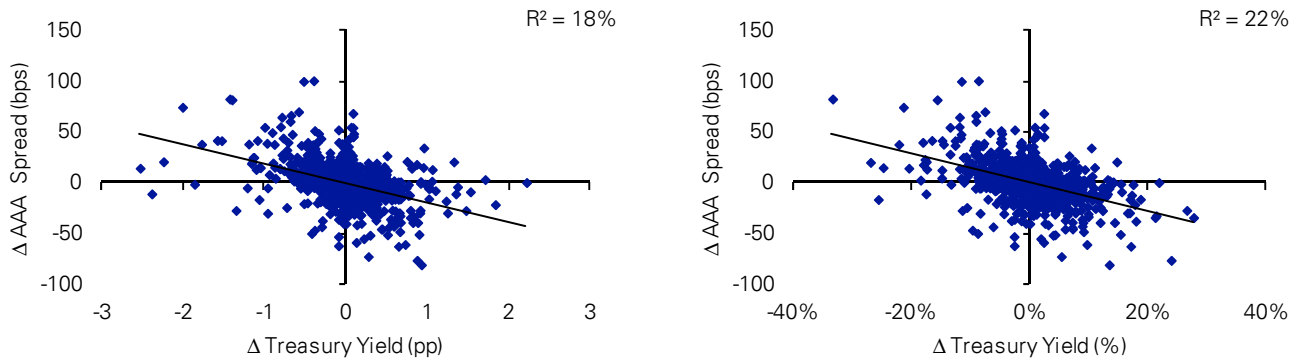 R² = 18%
150
100
50
0
-50
-100
Δ AAA Spread (bps)
-3 -2 -1 0 1 2 3
Δ Treasury Yield (pp)
R² = 22%
150
100
50
0
-50
-100
Δ AAA Spread (bps)
-40% -20% 0% 20% 40%
Δ Treasury Yield (%)